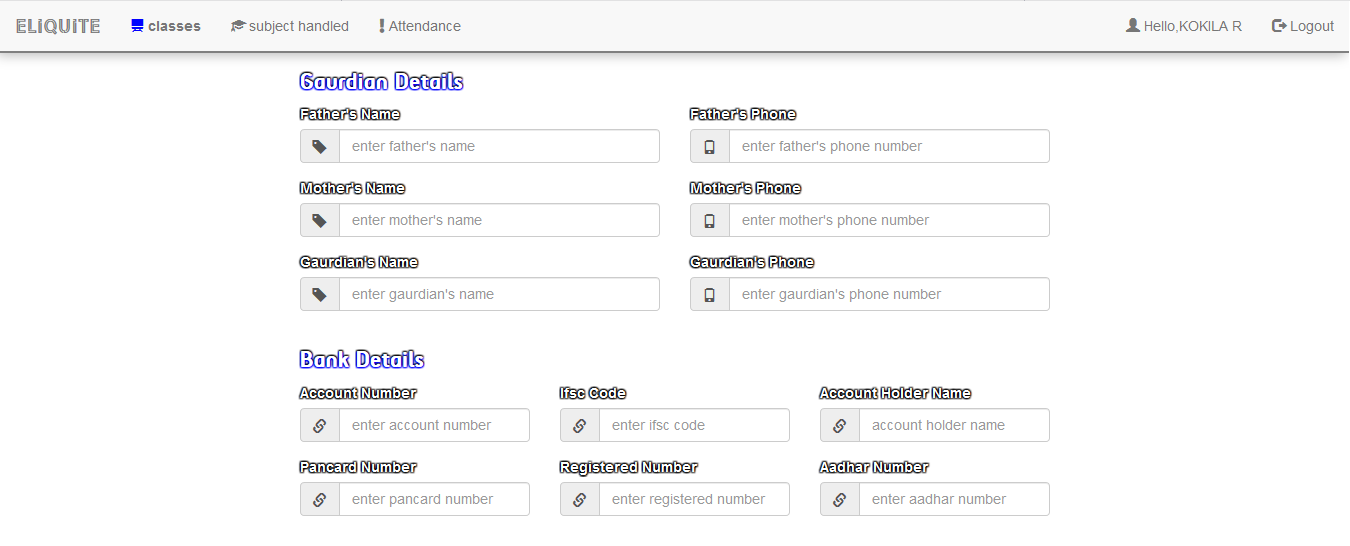 ELiQUiTE classes subject handled Attendance Hello,KOKILA R Logout
Gaurdian Details
Father's Name Father's Phone
enter father's name enter father's phone number
Mother's Name Mother's Phone
enter mother's name enter mother's phone number
Gaurdian's Name Gaurdian's Phone
enter gaurdian's name enter gaurdian's phone number
Bank Details
Account Number Ifsc Code Account Holder Name
enter account number enter ifsc code account holder name
Pancard Number Registered Number Aadhar Number
enter pancard number enter registered number enter aadhar number